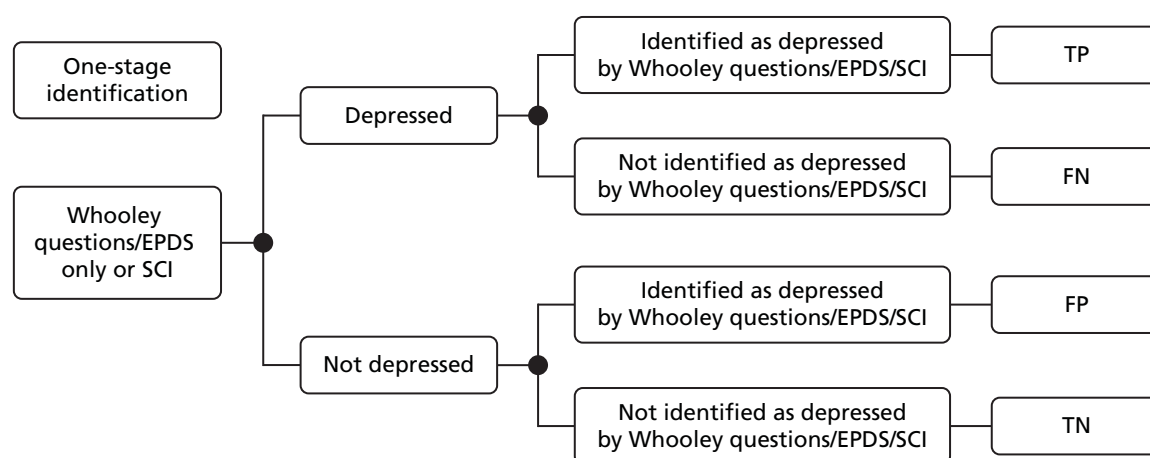 One-stage
identification
Whooley
questions/EPDS
only or SCI
Depressed
Not depressed
Identified as depressed
by Whooley questions/EPDS/SCI
TP
Not identified as depressed
by Whooley questions/EPDS/SCI
FN
Identified as depressed
by Whooley questions/EPDS/SCI
FP
Not identified as depressed
by Whooley questions/EPDS/SCI
TN